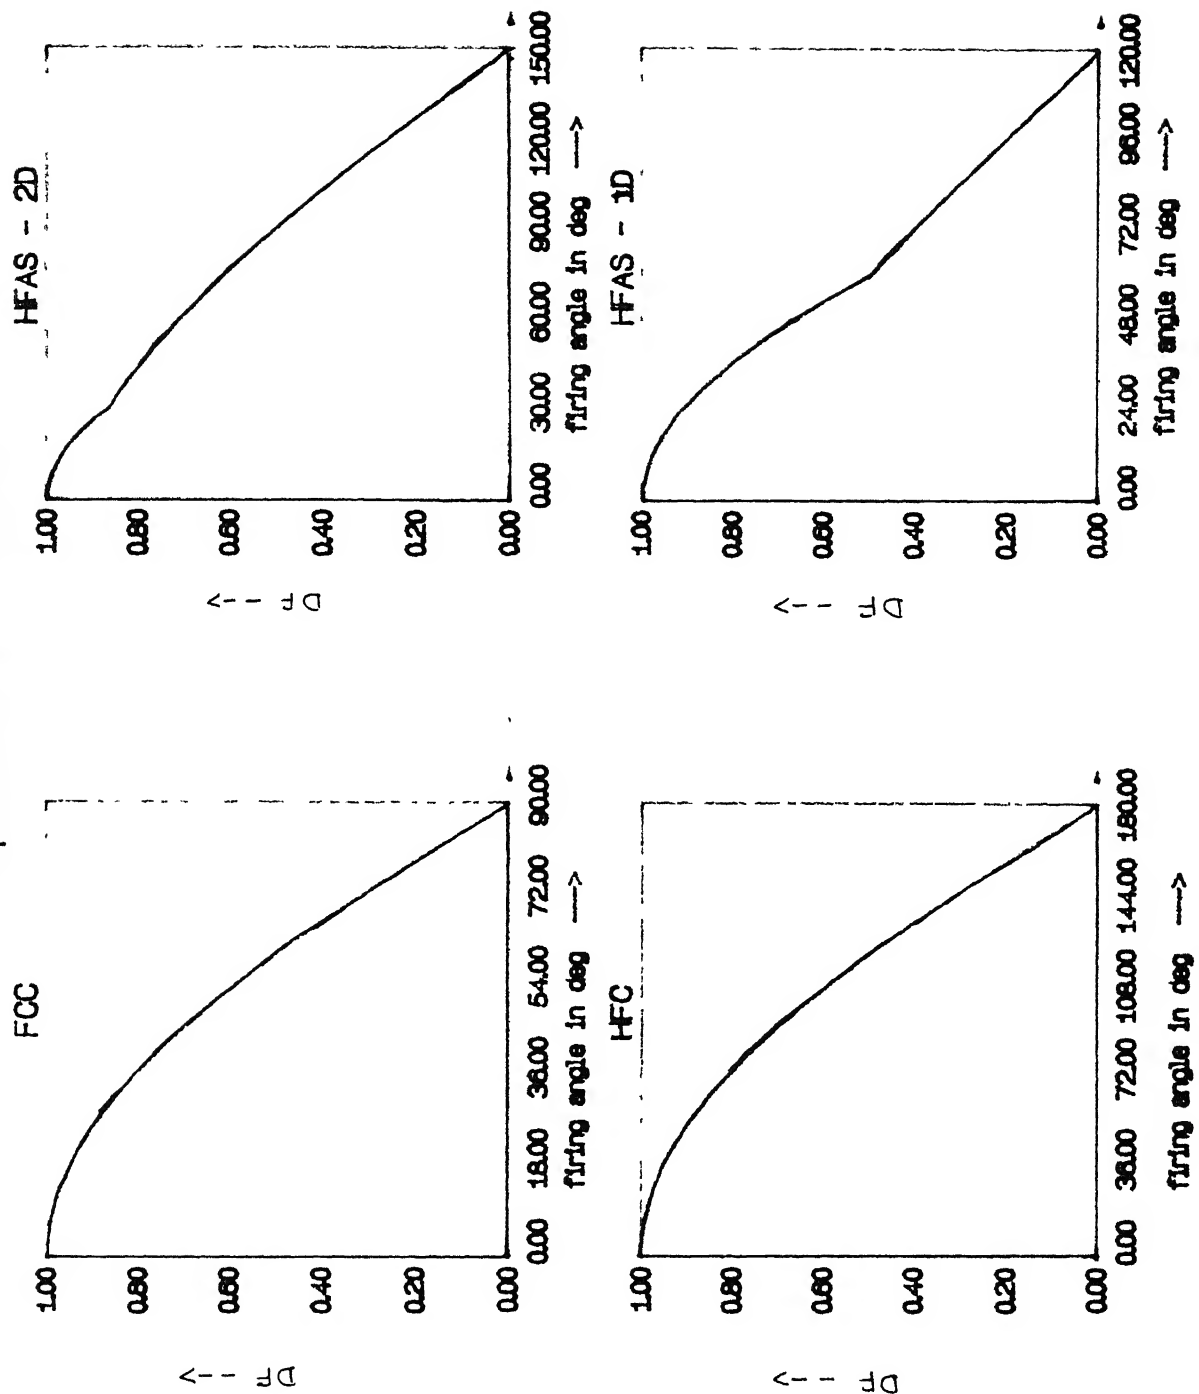 FCC
DF -->
1.00
0.80
0.60
0.40
0.20
0.00
0.00 18.00 36.00 54.00 72.00 90.00
firing angle in deg --->
HFAS - 2D
DF -->
1.00
0.80
0.60
0.40
0.20
0.00
0.00 30.00 60.00 90.00 120.00 150.00
firing angle in deg --->
HFC
DF -->
1.00
0.80
0.60
0.40
0.20
0.00
0.00 36.00 72.00 108.00 144.00 180.00
firing angle in deg --->
HFAS - 1D
DF -->
1.00
0.80
0.60
0.40
0.20
0.00
0.00 24.00 48.00 72.00 96.00 120.00
firing angle in deg --->